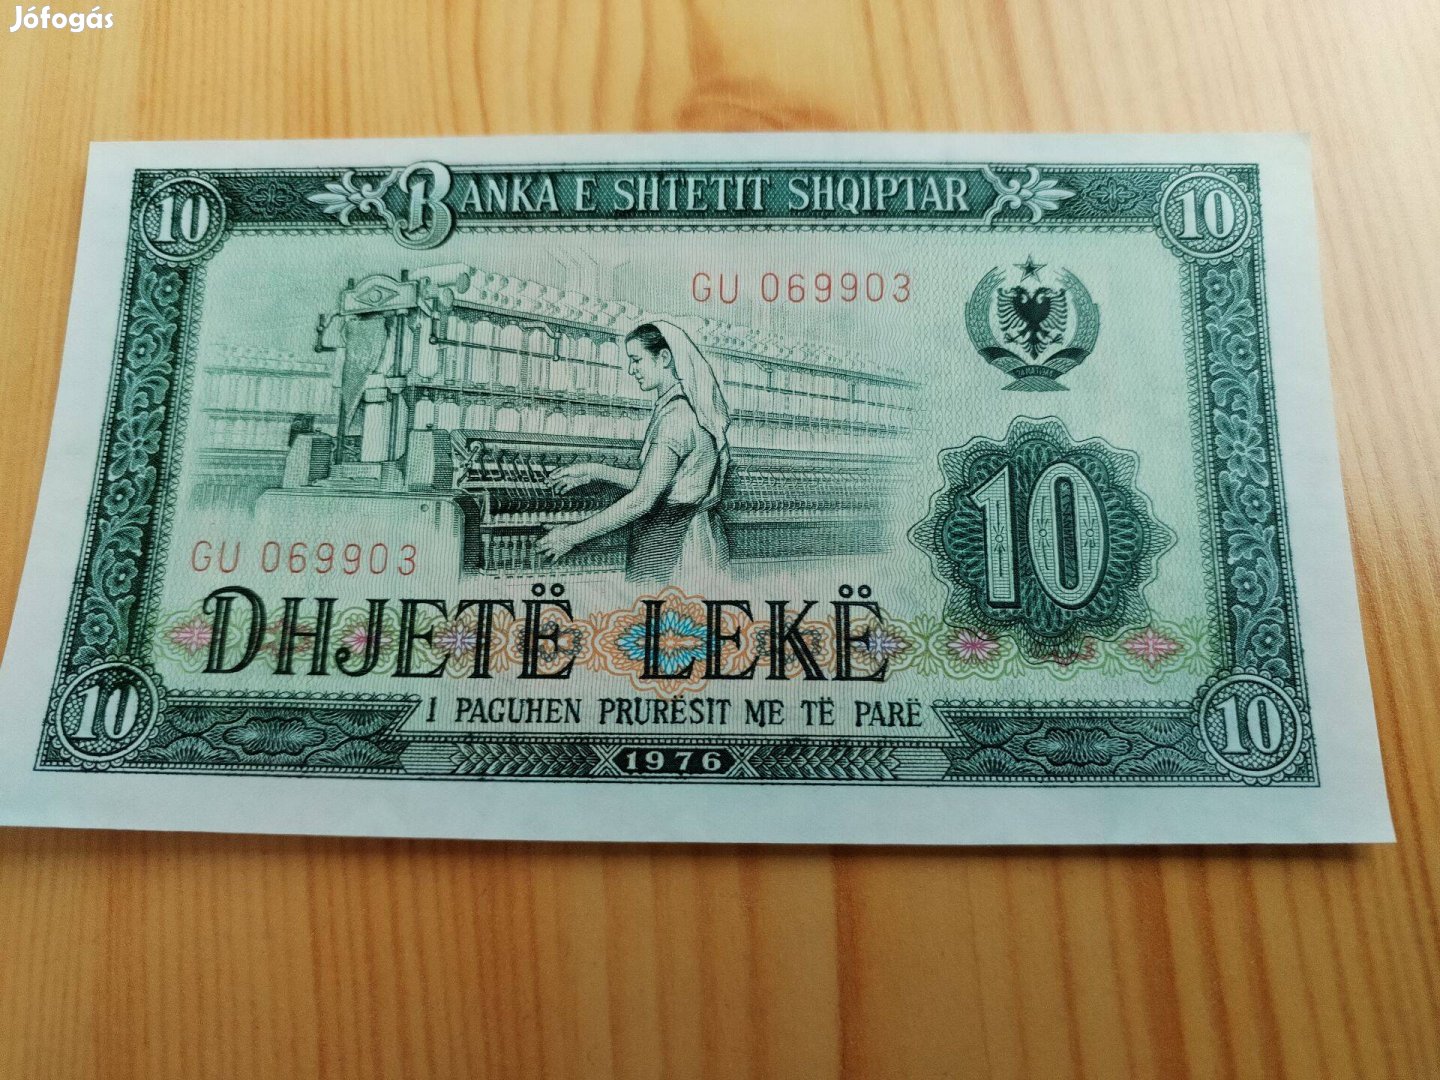 Jófogás
10 BANKA E SHTETIT SHQIPTAR 10
GU 069903
10
GU 069903
DHJETË LEKË
I PAGUHEN PRURËSIT ME TË PARË
10 1976 10